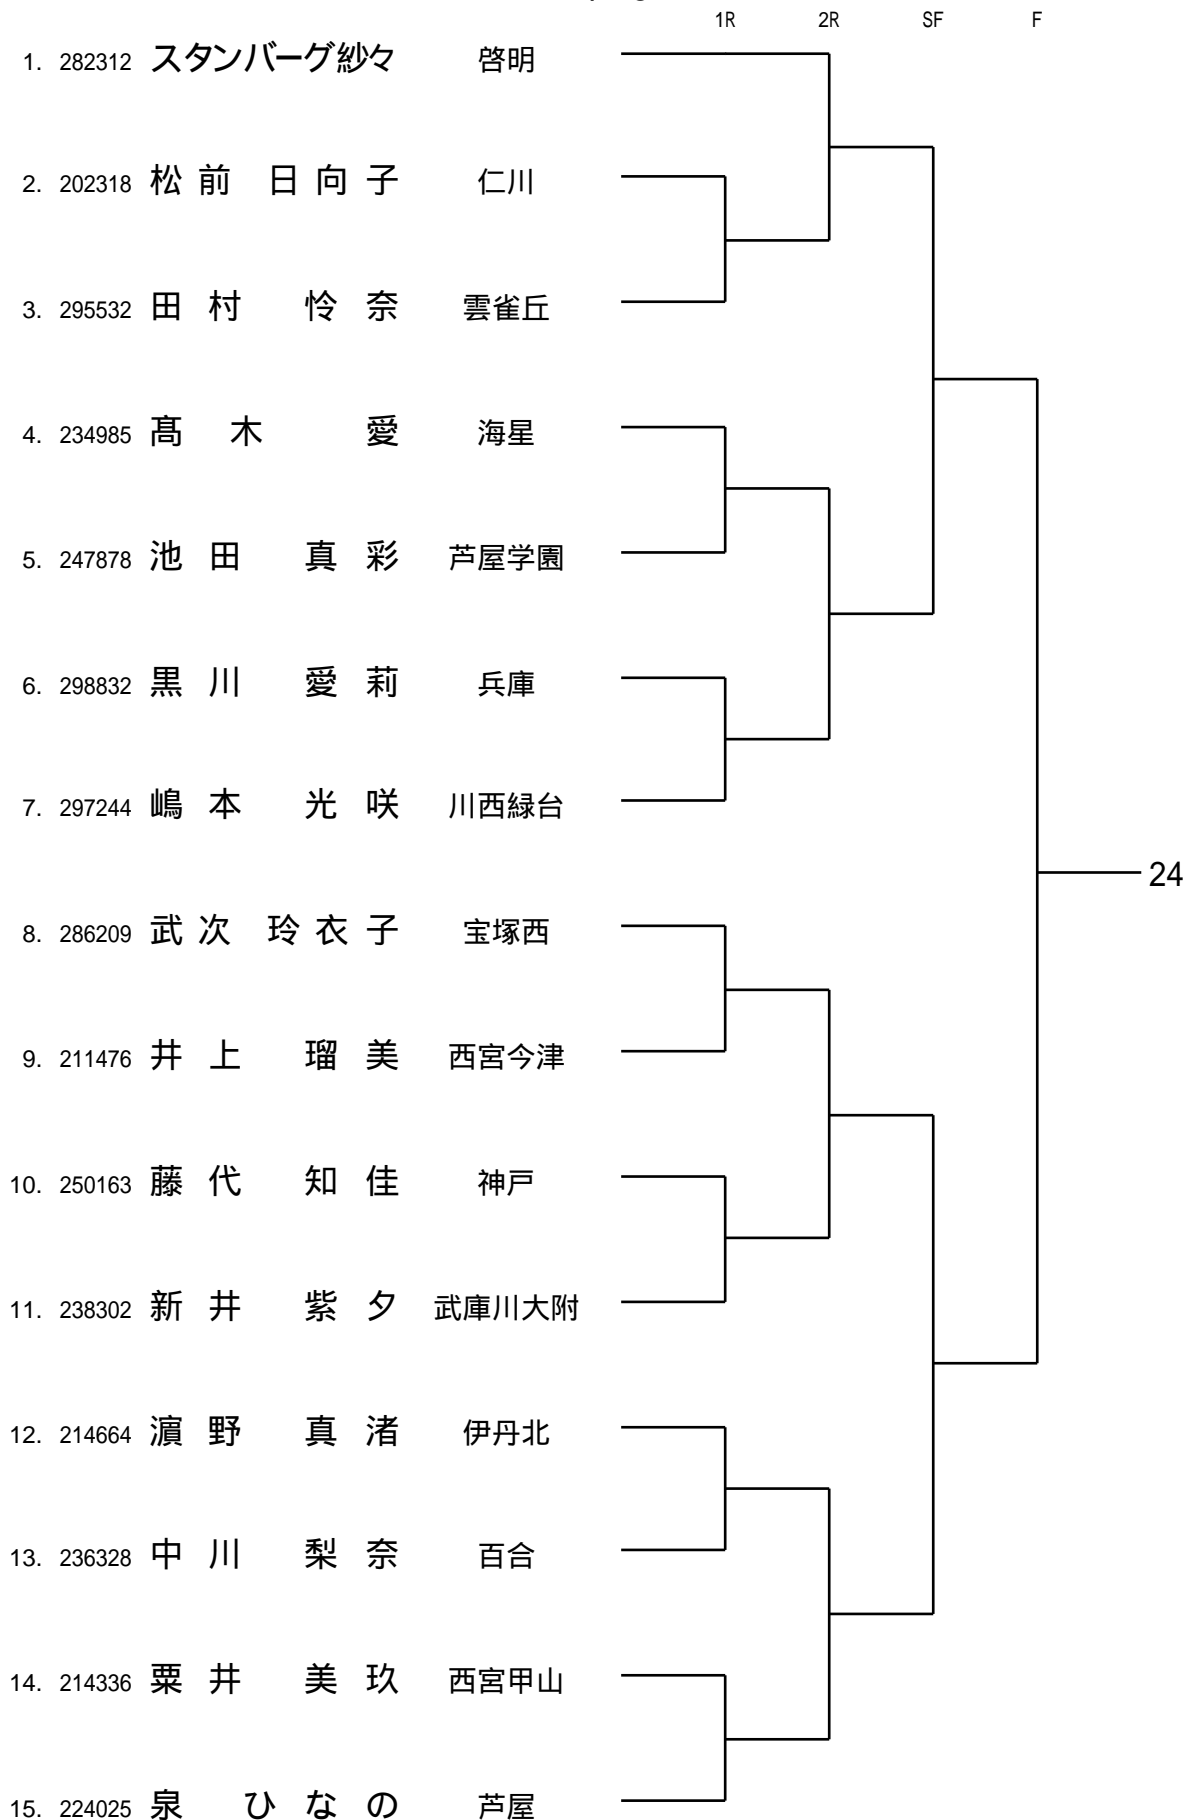 1R 2R SF F
1. 282312 スタンバーグ紗々 啓明
2. 202318 松前 日向子 仁川
3. 295532 田村 怜奈 雲雀丘
4. 234985 髙木 愛 海星
5. 247878 池田 真彩 芦屋学園
6. 298832 黒川 愛莉 兵庫
7. 297244 嶋本 光咲 川西緑台
24
8. 286209 武次 玲衣子 宝塚西
9. 211476 井上 瑠美 西宮今津
10. 250163 藤代 知佳 神戸
11. 238302 新井 紫夕 武庫川大附
12. 214664 濵野 真渚 伊丹北
13. 236328 中川 梨奈 百合
14. 214336 粟井 美玖 西宮甲山
15. 224025 泉 ひなの 芦屋